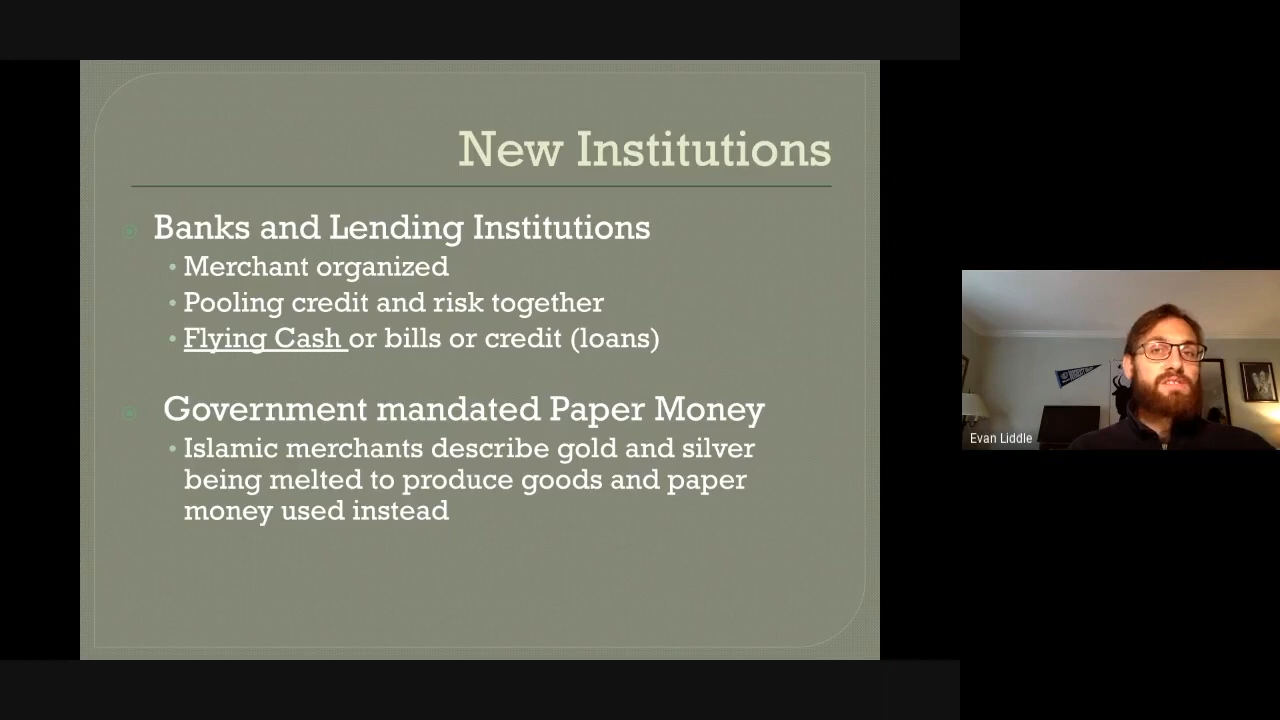 New Institutions
Banks and Lending Institutions
Merchant organized
Pooling credit and risk together
Flying Cash or bills or credit (loans)
Government mandated Paper Money
Islamic merchants describe gold and silver
being melted to produce goods and paper
money used instead
Evan Liddle